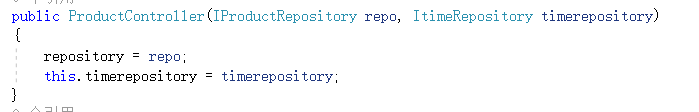 public ProductController(IProductRepository repo, ItimeRepository timerepository)
{
repository = repo;
this.timerepository = timerepository;
}